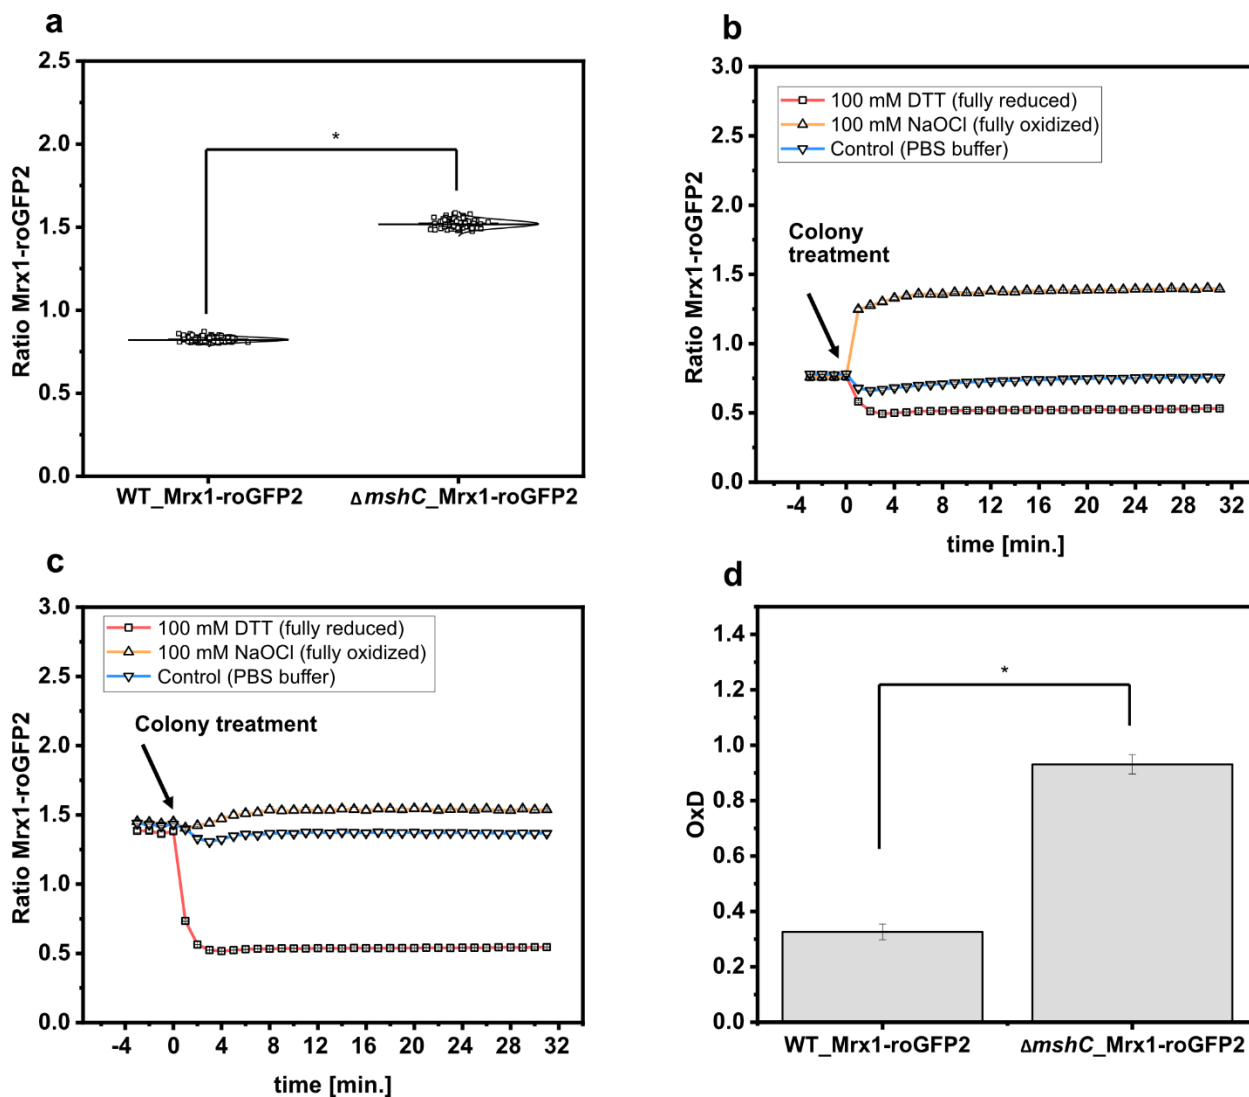 a
2.5
2.0
1.5
1.0
0.5
0.0
Ratio Mrx1-roGFP2
*
WT_Mrx1-roGFP2
ΔmshC_Mrx1-roGFP2
b
3.0
2.5
2.0
1.5
1.0
0.5
0.0
Ratio Mrx1-roGFP2
100 mM DTT (fully reduced)
100 mM NaOCl (fully oxidized)
Control (PBS buffer)
Colony
treatment
-4 0 4 8 12 16 20 24 28 32
time [min.]
c
3.0
2.5
2.0
1.5
1.0
0.5
0.0
Ratio Mrx1-roGFP2
100 mM DTT (fully reduced)
100 mM NaOCl (fully oxidized)
Control (PBS buffer)
Colony treatment
-4 0 4 8 12 16 20 24 28 32
time [min.]
d
1.4
1.2
1.0
0.8
0.6
0.4
0.2
0.0
OxD
*
WT_Mrx1-roGFP2
ΔmshC_Mrx1-roGFP2